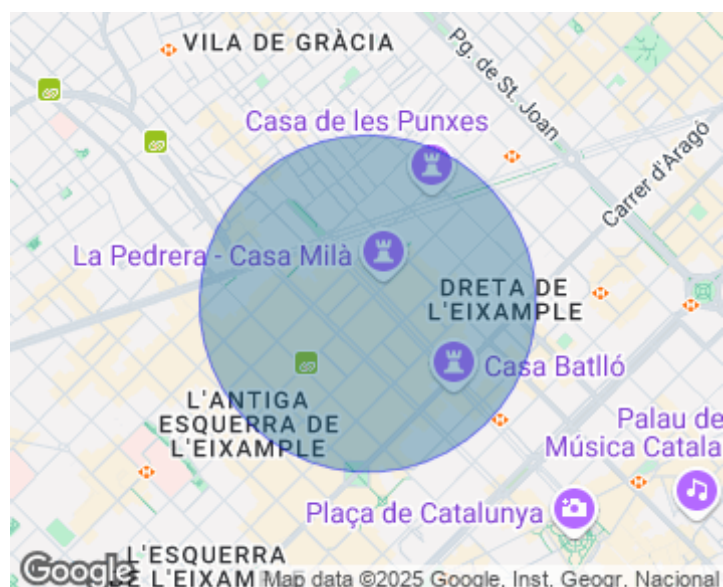 VILA DE GRÀCIA
Pg. de St. Joan
Casa de les Punxes
Carrer d'Aragó
La Pedrera - Casa Milà
DRETA DE
L'EIXAMPLE
Casa Batlló
L'ANTIGA
ESQUERRA DE
L'EIXAMPLE
Palau de
Música Catala
Plaça de Catalunya
L'ESQUERRA
DE L'EIXAM
Google
Map data ©2025 Google, Inst. Geogr. Nacional